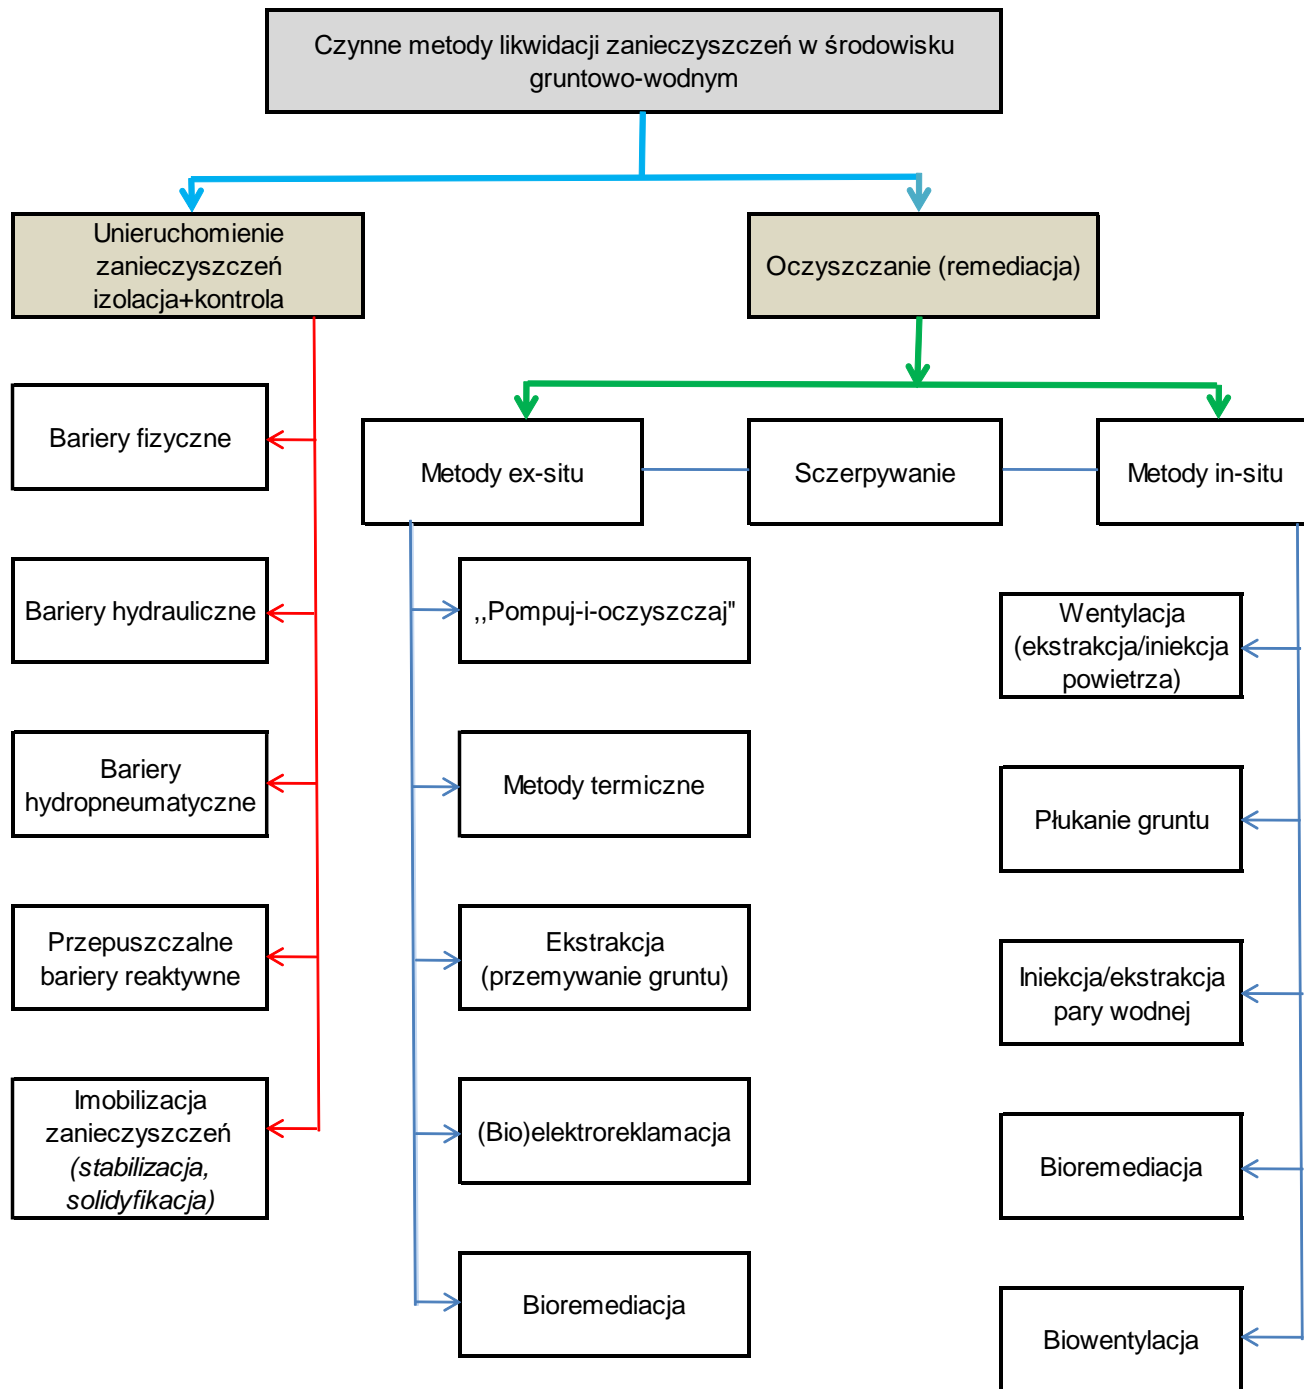 Czynne metody likwidacji zanieczyszczeń w środowisku
gruntowo-wodnym
Unieruchomienie
zanieczyszczeń
izolacja+kontrola
Oczyszczanie (remediacja)
Bariery fizyczne
Bariery hydrauliczne
Bariery
hydropneumatyczne
Przepuszczalne
bariery reaktywne
Imobilizacja
zanieczyszczeń
(stabilizacja,
solidyfikacja)
Metody ex-situ
Sczerpywanie
Metody in-situ
,,Pompuj-i-oczyszczaj"
Metody termiczne
Ekstrakcja
(przemywanie gruntu)
(Bio)elektroreklamacja
Bioremediacja
Wentylacja
(ekstrakcja/iniekcja
powietrza)
Płukanie gruntu
Iniekcja/ekstrakcja
pary wodnej
Bioremediacja
Biowentylacja